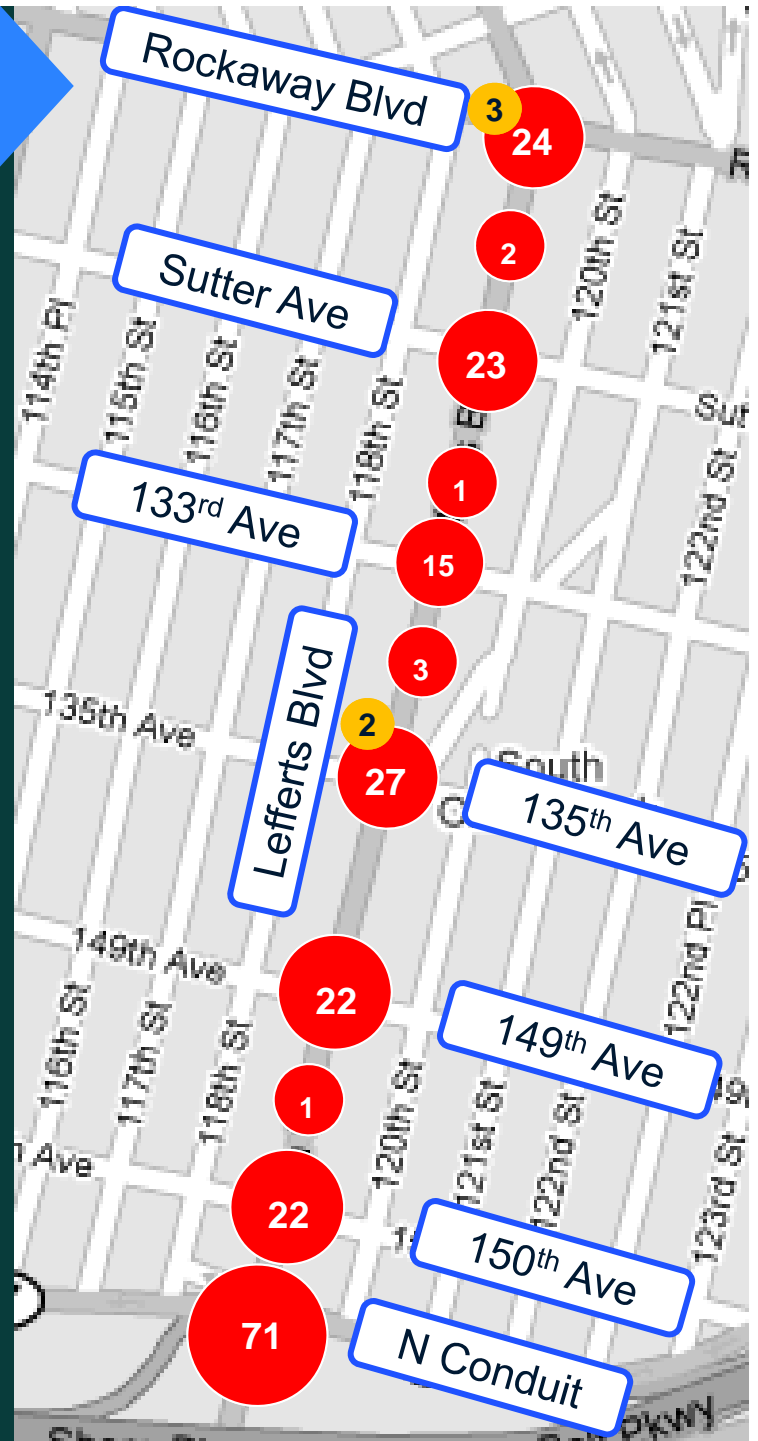 Rockaway Blvd
3
24
R
2
120th St
121st St
Sutter Ave
23
114th Pl
115th St
116th St
117th St
118th St
1
122nd St
133rd Ave
15
3
Lefferts Blvd
2
135th Ave
27
South
135th Ave
149th Ave
22
122nd Pl
149th Ave
116th St
117th St
118th St
1
120th St
121st St
122nd St
123rd St
Ave
22
150th Ave
71
N Conduit
Pkwy